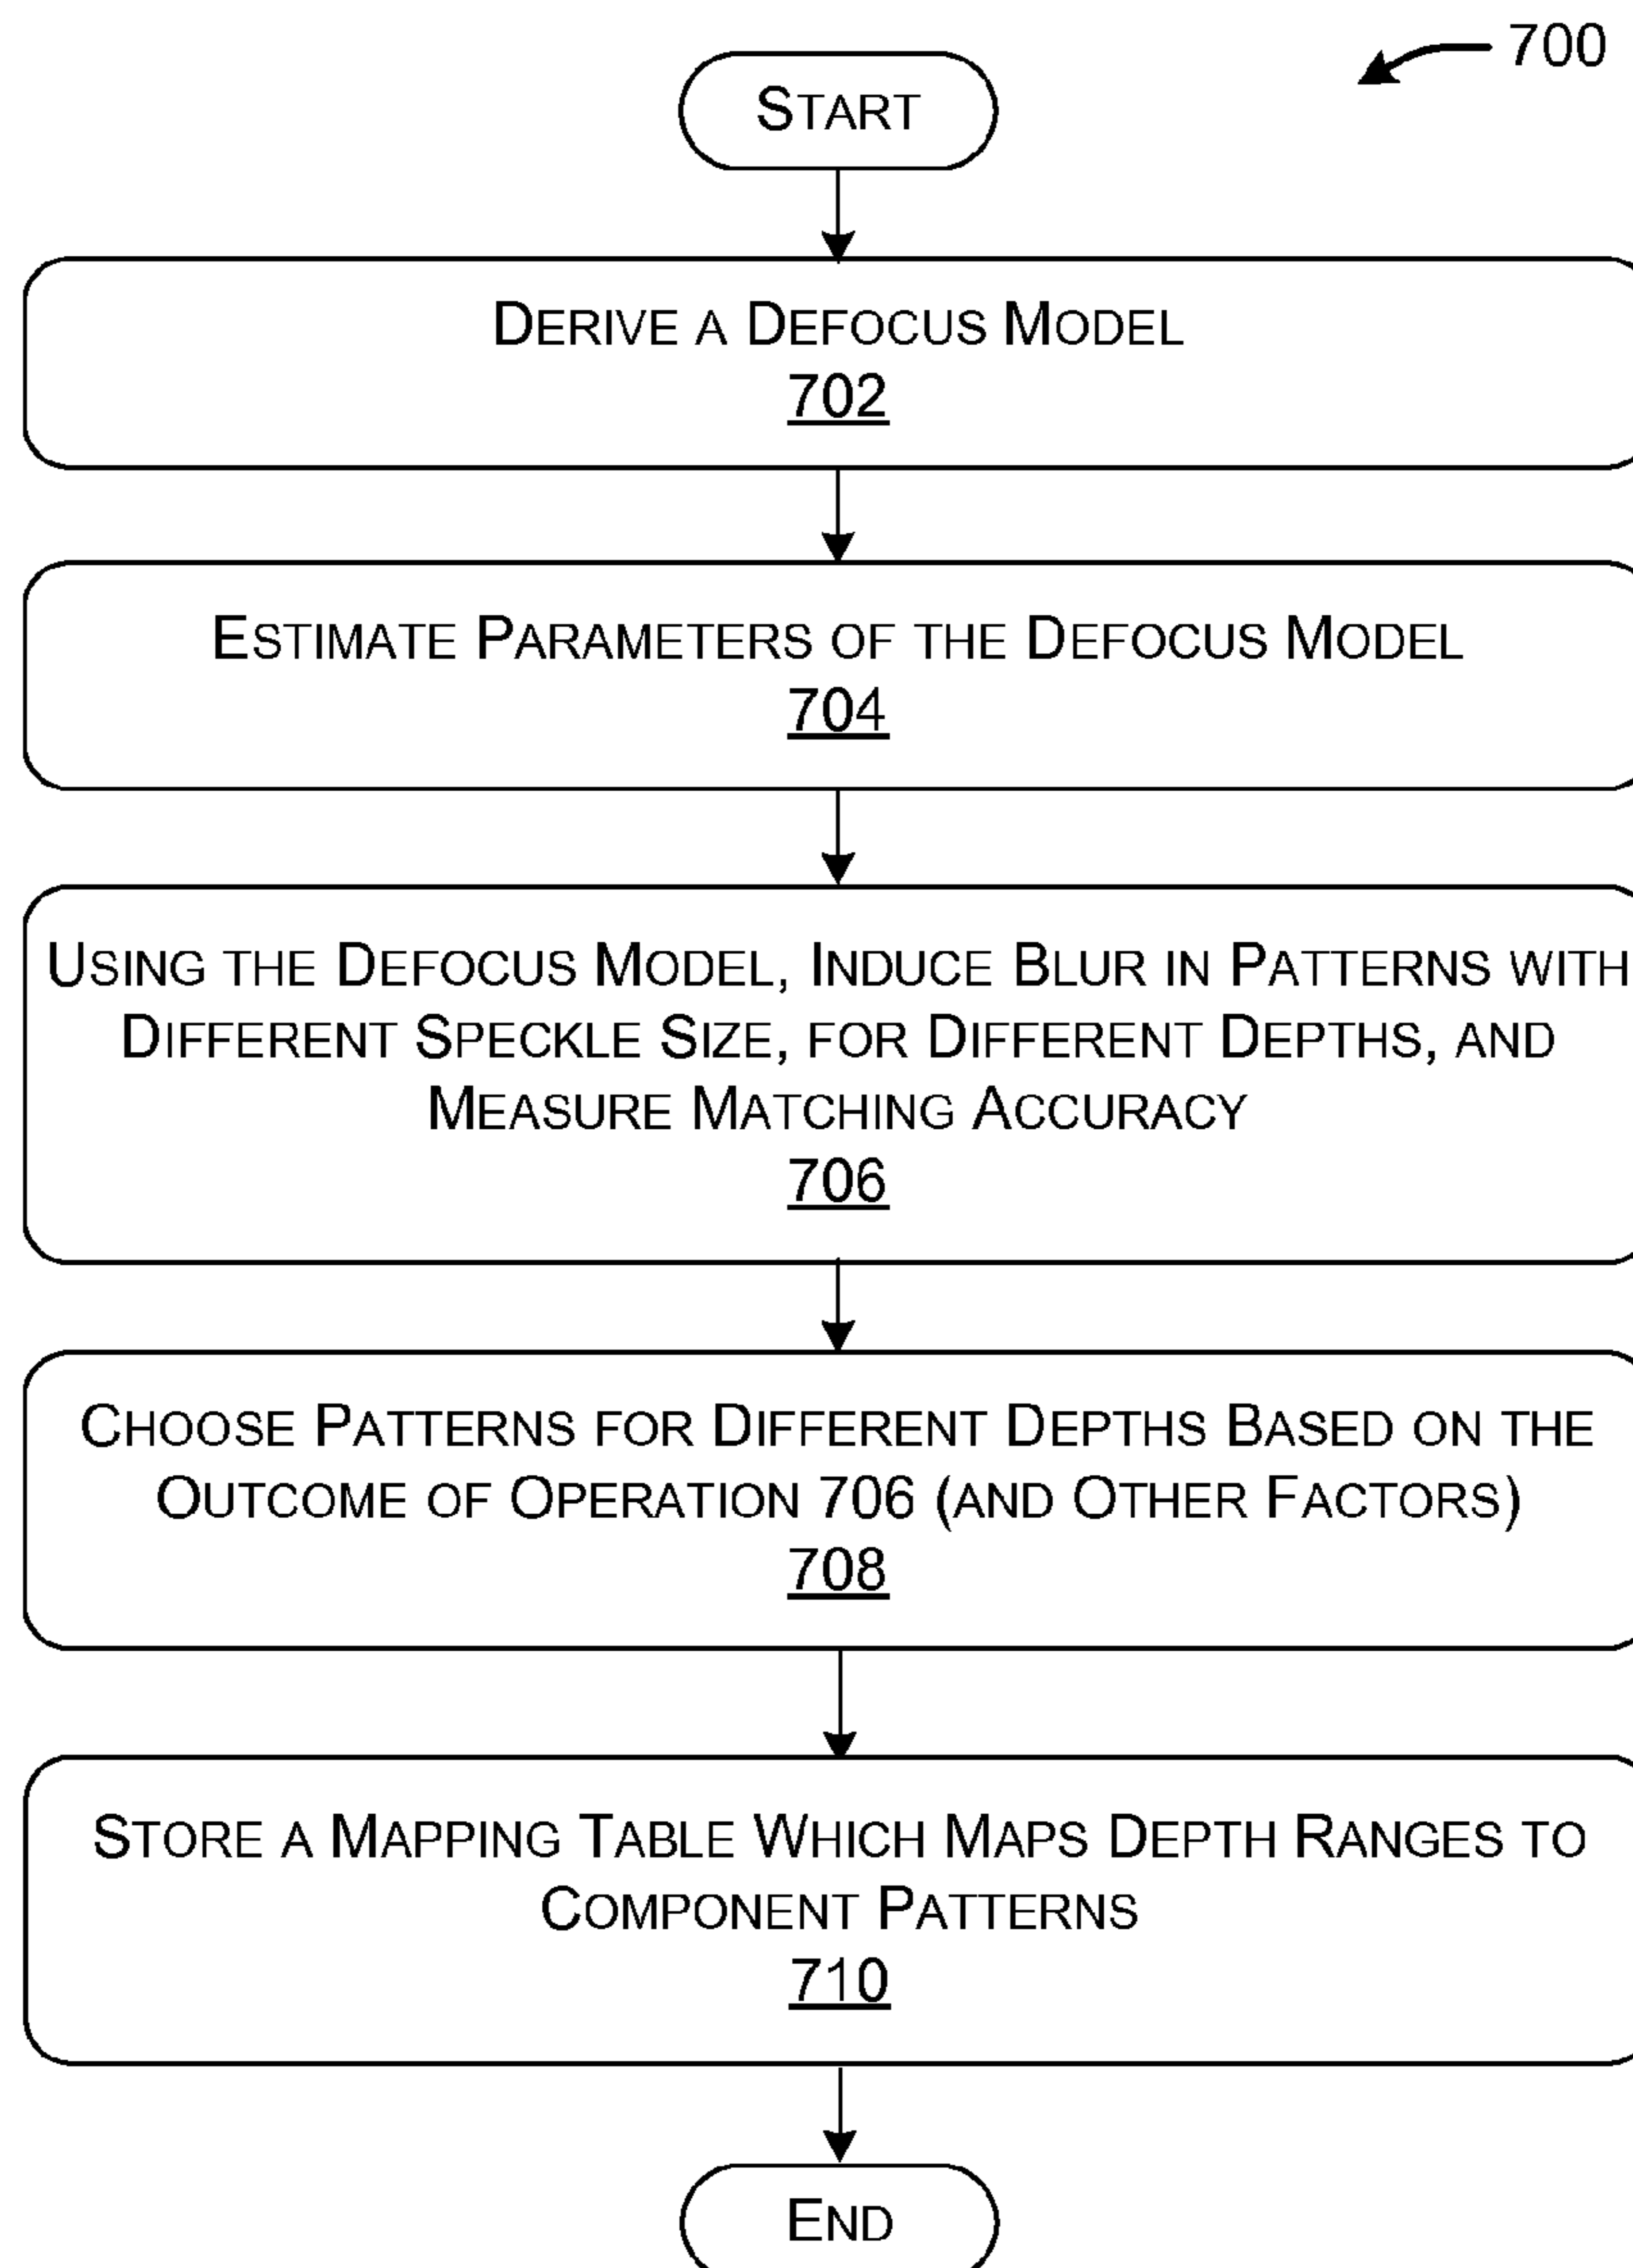 700
START
DERIVE A DEFOCUS MODEL
702
ESTIMATE PARAMETERS OF THE DEFOCUS MODEL
704
USING THE DEFOCUS MODEL, INDUCE BLUR IN PATTERNS WITH
DIFFERENT SPECKLE SIZE, FOR DIFFERENT DEPTHS, AND
MEASURE MATCHING ACCURACY
706
CHOOSE PATTERNS FOR DIFFERENT DEPTHS BASED ON THE
OUTCOME OF OPERATION 706 (AND OTHER FACTORS)
708
STORE A MAPPING TABLE WHICH MAPS DEPTH RANGES TO
COMPONENT PATTERNS
710
END